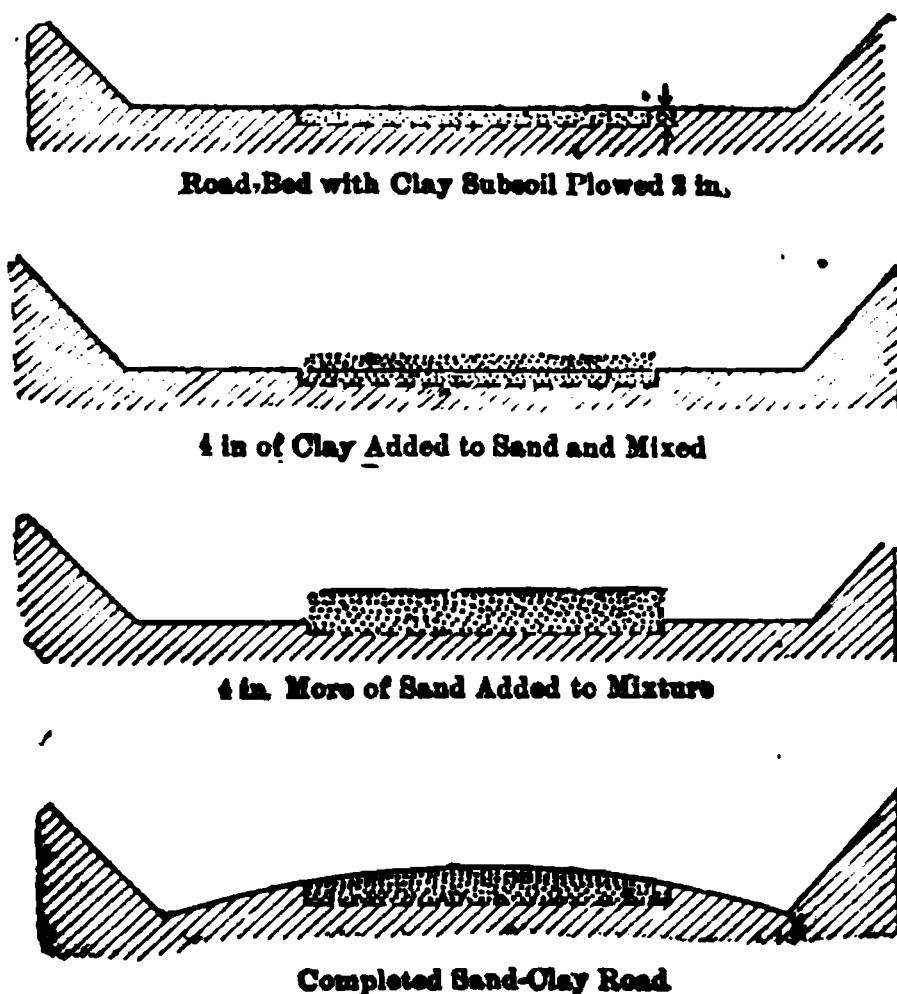 Road-Bed with Clay Subsoil Plowed 2 in.
4 in of Clay Added to Sand and Mixed
4 in. More of Sand Added to Mixture
Completed Sand-Clay Road